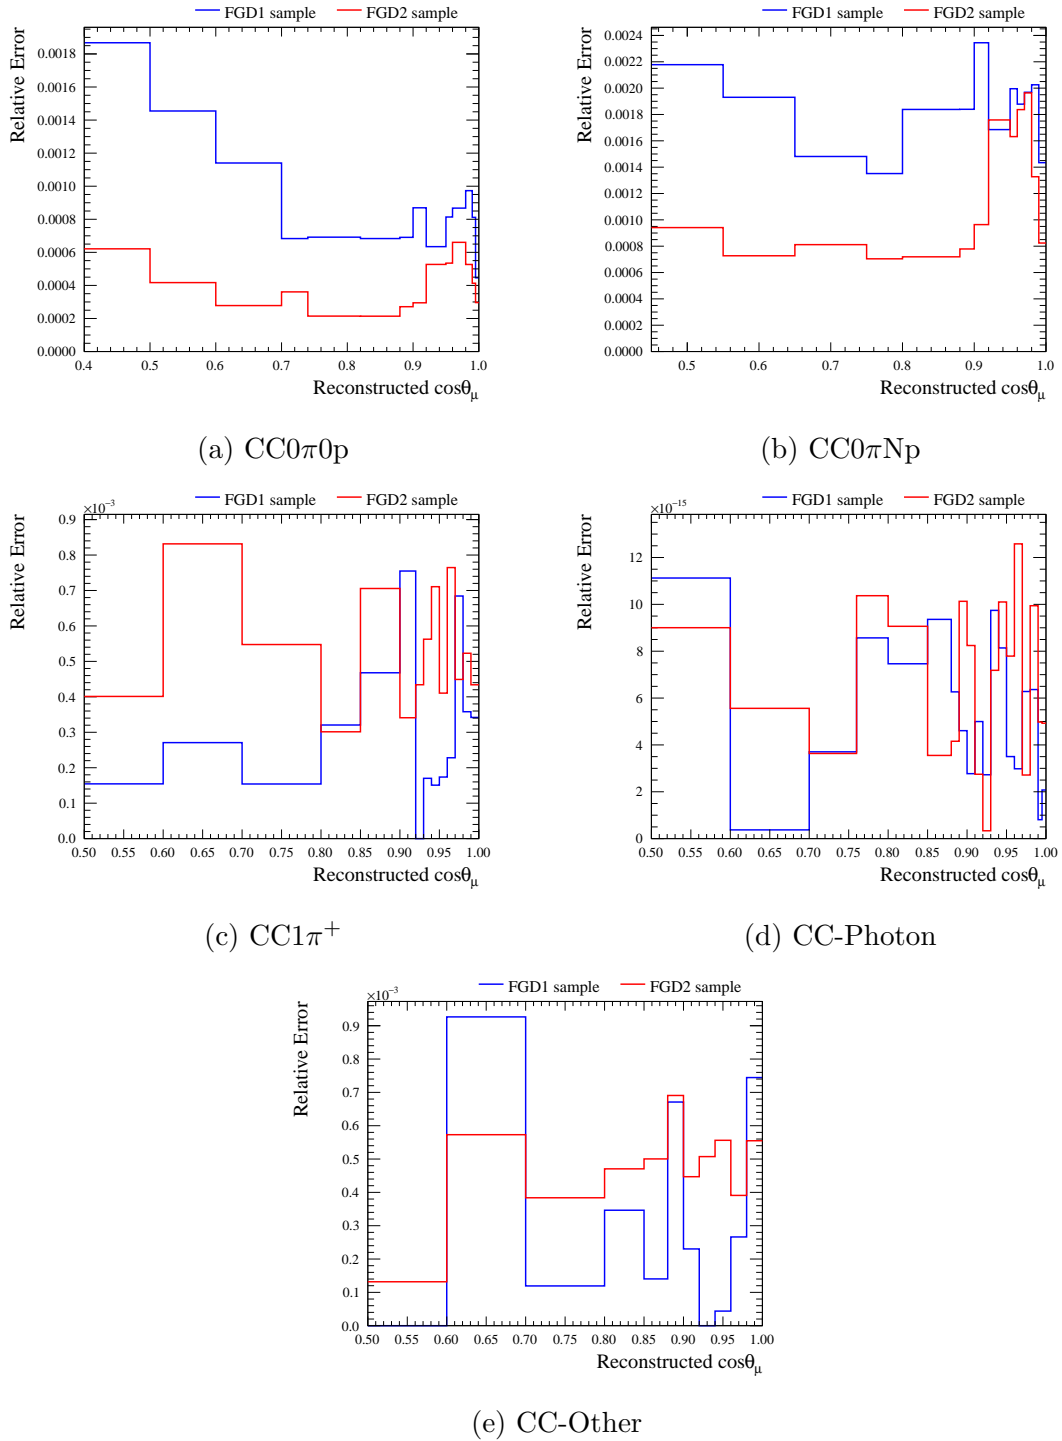 FGD1 sample FGD2 sample
Relative Error
0.0018
0.0016
0.0014
0.0012
0.0010
0.0008
0.0006
0.0004
0.0002
0.0000
0.4 0.5 0.6 0.7 0.8 0.9 1.0
Reconstructed cosθμ
(a) CC0π0p
FGD1 sample FGD2 sample
Relative Error
0.0024
0.0022
0.0020
0.0018
0.0016
0.0014
0.0012
0.0010
0.0008
0.0006
0.0004
0.0002
0.0000
0.5 0.6 0.7 0.8 0.9 1.0
Reconstructed cosθμ
(b) CC0πNp
FGD1 sample FGD2 sample
×10⁻³
Relative Error
0.9
0.8
0.7
0.6
0.5
0.4
0.3
0.2
0.1
0.0
0.50 0.55 0.60 0.65 0.70 0.75 0.80 0.85 0.90 0.95 1.00
Reconstructed cosθμ
(c) CC1π⁺
FGD1 sample FGD2 sample
×10⁻¹⁵
Relative Error
12
10
8
6
4
2
0
0.50 0.55 0.60 0.65 0.70 0.75 0.80 0.85 0.90 0.95 1.00
Reconstructed cosθμ
(d) CC-Photon
FGD1 sample FGD2 sample
×10⁻³
Relative Error
0.9
0.8
0.7
0.6
0.5
0.4
0.3
0.2
0.1
0.0
0.50 0.55 0.60 0.65 0.70 0.75 0.80 0.85 0.90 0.95 1.00
Reconstructed cosθμ
(e) CC-Other